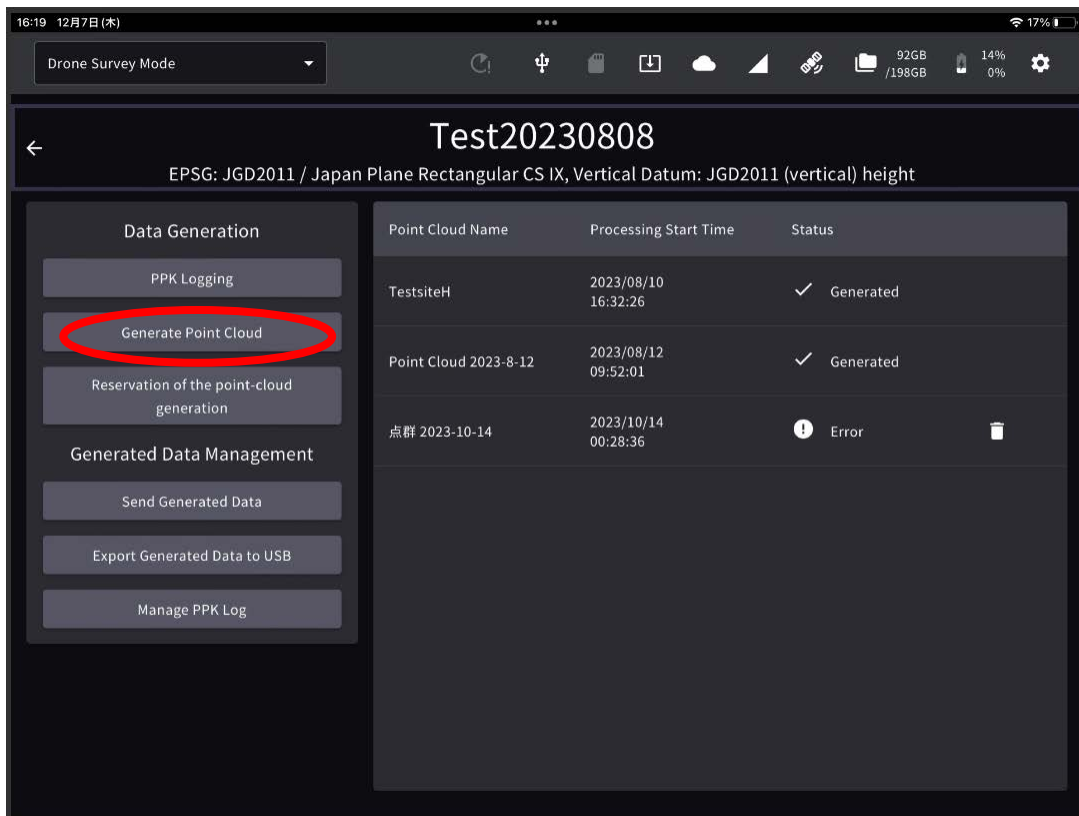 16:19 12月7日(木)
17%
Drone Survey Mode
92GB
/198GB
14%
0%
Test20230808
EPSG: JGD2011 / Japan Plane Rectangular CS IX, Vertical Datum: JGD2011 (vertical) height
Data Generation
PPK Logging
Generate Point Cloud
Reservation of the point-cloud
generation
Generated Data Management
Send Generated Data
Export Generated Data to USB
Manage PPK Log
Point Cloud Name Processing Start Time Status
TestsiteH
2023/08/10
16:32:26
Generated
Point Cloud 2023-8-12
2023/08/12
09:52:01
Generated
点群 2023-10-14
2023/10/14
00:28:36
Error